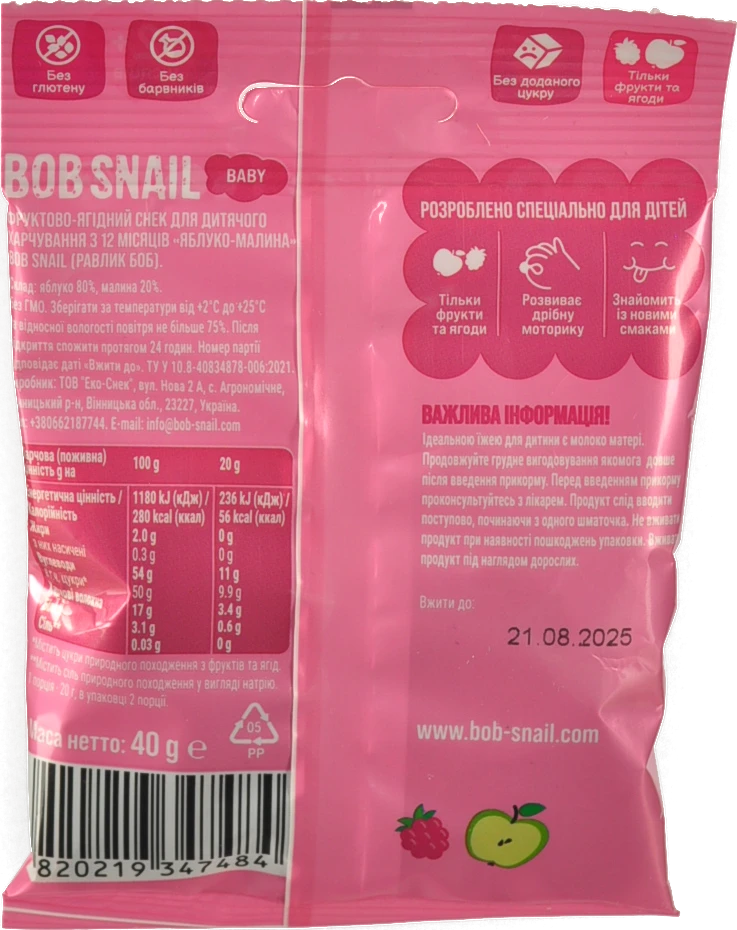 Без
глютену
Без
барвників
Без доданого
цукру
Тільки
фрукти та
ягоди
BOB SNAIL
BABY
ФРУКТОВО-ЯГІДНИЙ СНЕК ДЛЯ ДИТЯЧОГО
ХАРЧУВАННЯ З 12 МІСЯЦІВ «ЯБЛУКО-МАЛИНА»
BOB SNAIL (РАВЛИК БОБ).
яблуко 80%, малина 20%.
ГМО. Зберігати за температури від +2°C до +25°C
відносної вологості повітря не більше 75%. Після
спожити протягом 24 годин. Номер партії
даті «Вжити до». ТУ У 10.8-40834878-006:2021.
ТОВ "Еко-Снек", вул. Нова 2 А, с. Агрономічне,
р-н, Вінницька обл., 23227, Україна.
+380662187744. E-mail: info@bob-snail.com
(поживна)
на
100 g
20 g
цінність /
1180 kJ (кДж) /
236 kJ (кДж) /
280 kcal (ккал)
56 kcal (ккал)
2.0 g
0 g
насичені
0.3 g
0 g
54 g
11 g
цукри*
50 g
9.9 g
17 g
3.4 g
3.1 g
0.6 g
0.03 g
0 g
*Містить цукри природного походження з фруктів та ягід.
**Містить сіль природного походження у вигляді натрію.
порція - 20 г, в упаковці 2 порції.
нетто: 40 g ℮
05
PP
820219 347484
РОЗРОБЛЕНО СПЕЦІАЛЬНО ДЛЯ ДІТЕЙ
Тільки
фрукти
та ягоди
Розвиває
дрібну
моторику
Знайомить
із новими
смаками
ВАЖЛИВА ІНФОРМАЦІЯ!
Ідеальною їжею для дитини є молоко матері.
Продовжуйте грудне вигодовування якомога довше
після введення прикорму. Перед введенням прикорму
проконсультуйтесь з лікарем. Продукт слід вводити
поступово, починаючи з одного шматочка. Не вживати
продукт при наявності пошкоджень упаковки. Вживати
продукт під наглядом дорослих.
Вжити до:
21.08.2025
www.bob-snail.com